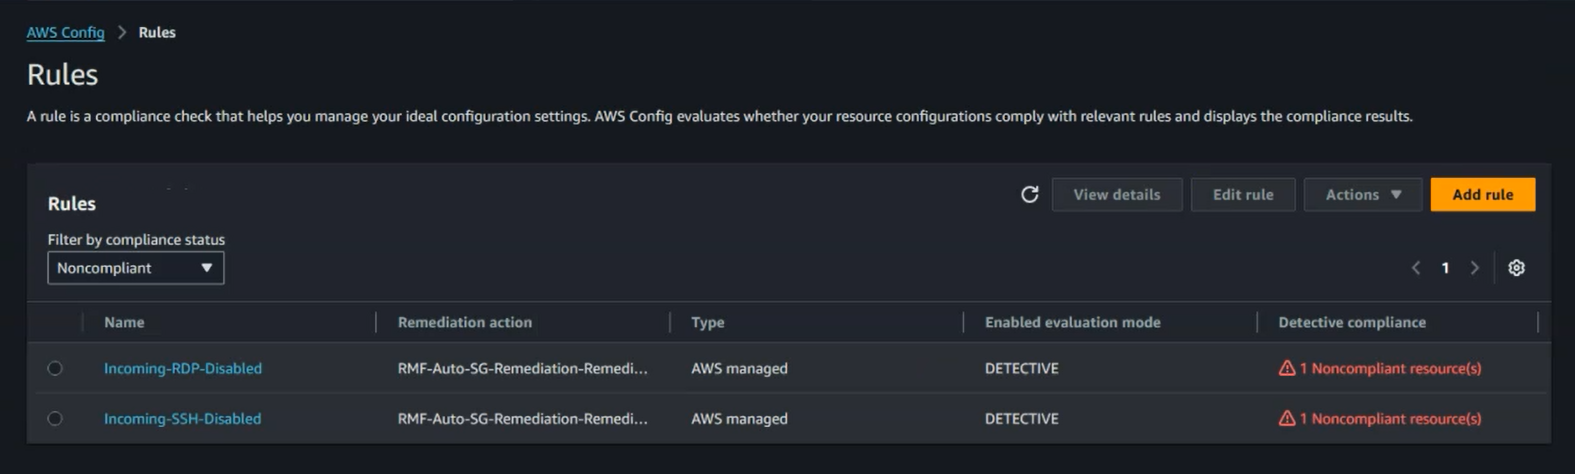 AWS Config > Rules
Rules
A rule is a compliance check that helps you manage your ideal configuration settings. AWS Config evaluates whether your resource configurations comply with relevant rules and displays the compliance results.
Rules View details Edit rule Actions Add rule
Filter by compliance status
Noncompliant 1
Name Remediation action Type Enabled evaluation mode Detective compliance
Incoming-RDP-Disabled RMF-Auto-SG-Remediation-Remedi... AWS managed DETECTIVE 1 Noncompliant resource(s)
Incoming-SSH-Disabled RMF-Auto-SG-Remediation-Remedi... AWS managed DETECTIVE 1 Noncompliant resource(s)